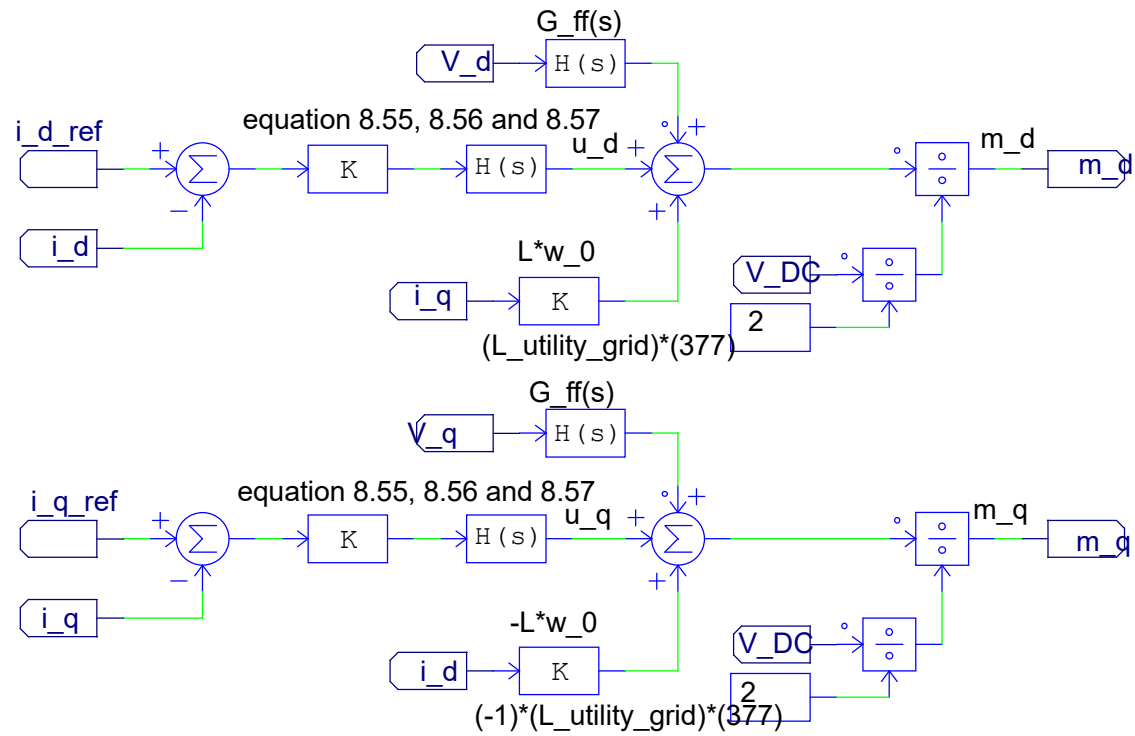 G_ff(s)
V_d
H(s)
equation 8.55, 8.56 and 8.57
i_d_ref
+
+
u_d
+
m_d
Σ
K
H(s)
Σ
÷
m_d
−
+
i_d
L*w_0
V_DC
÷
i_q
K
2
(L_utility_grid)*(377)
G_ff(s)
V_q
H(s)
equation 8.55, 8.56 and 8.57
i_q_ref
+
+
u_q
+
m_q
Σ
K
H(s)
Σ
÷
m_q
−
+
i_q
-L*w_0
V_DC
÷
i_d
K
2
(-1)*(L_utility_grid)*(377)